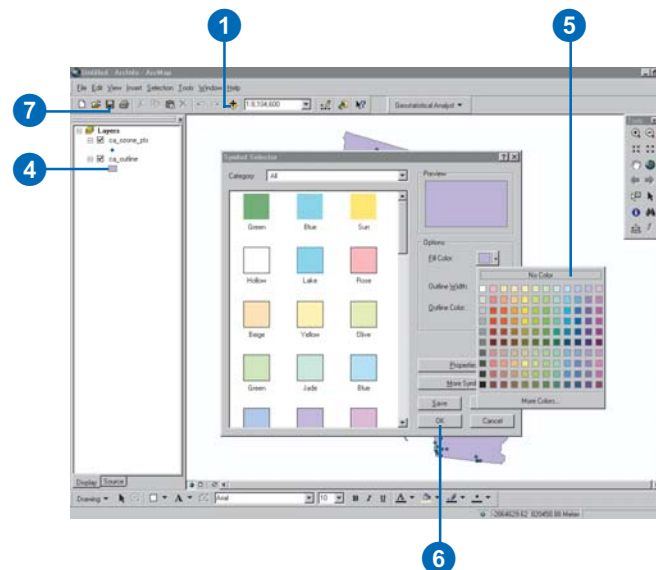 1
5
7
4
6
Untitled - ArcInfo - ArcMap
File Edit View Insert Selection Tools Window Help
1:8,104,600
Geostatistical Analyst
Layers
ca_ozone_pts
ca_outline
Tools
Symbol Selector
Category: All
Green Blue Sun
Hollow Lake Rose
Beige Yellow Olive
Green Jade Blue
Preview
Options
Fill Color:
Outline Width:
Outline Color:
No Color
More Colors...
Save
OK Cancel
Display Source
Drawing
A
Arial
10
B I U A